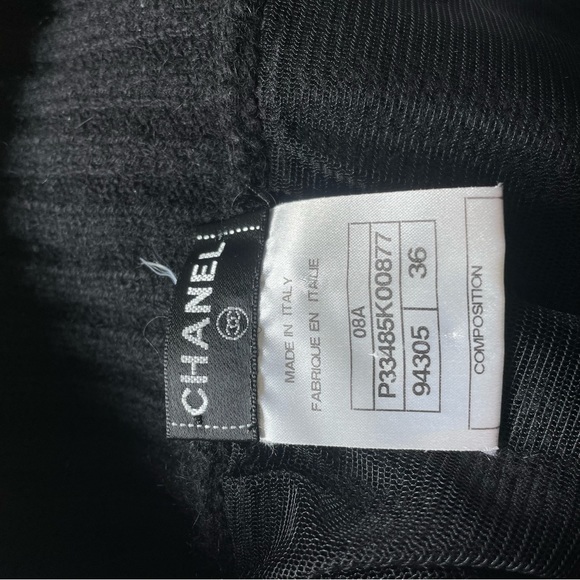 CHANEL
MADE IN ITALY
FABRIQUE EN ITALIE
08A
P33485K00877
94305 36
COMPOSITION